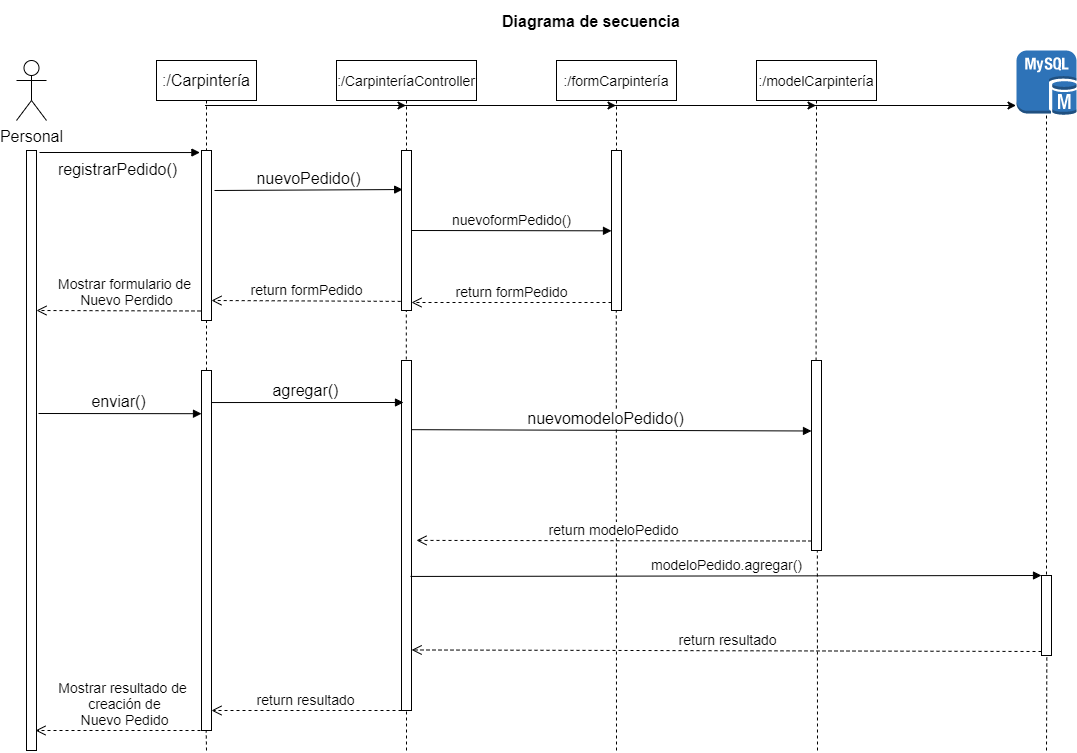 Diagrama de secuencia
:/Carpintería
:/CarpinteríaController
:/formCarpintería
:/modelCarpintería
MySQL
M
Personal
registrarPedido()
nuevoPedido()
nuevoformPedido()
Mostrar formulario de
Nuevo Perdido
return formPedido
return formPedido
enviar()
agregar()
nuevomodeloPedido()
return modeloPedido
modeloPedido.agregar()
return resultado
Mostrar resultado de
creación de
Nuevo Pedido
return resultado